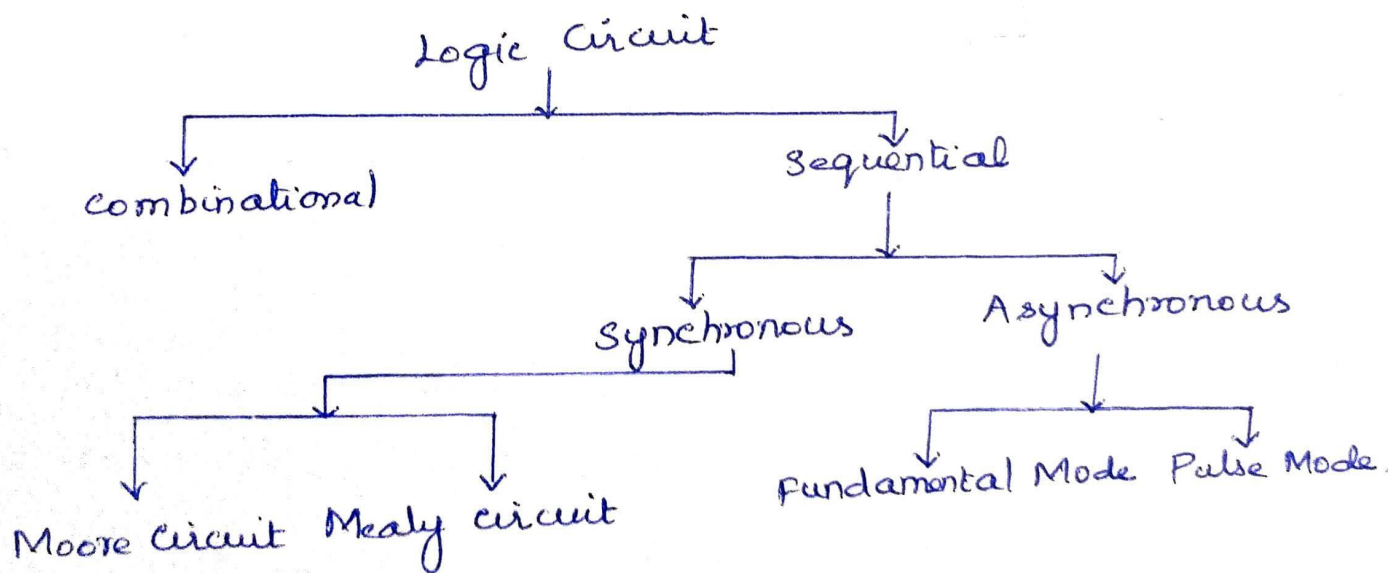 Logic Circuit
Combinational
Sequential
Synchronous
Asynchronous
Fundamental Mode Pulse Mode.
Moore Circuit Mealy circuit